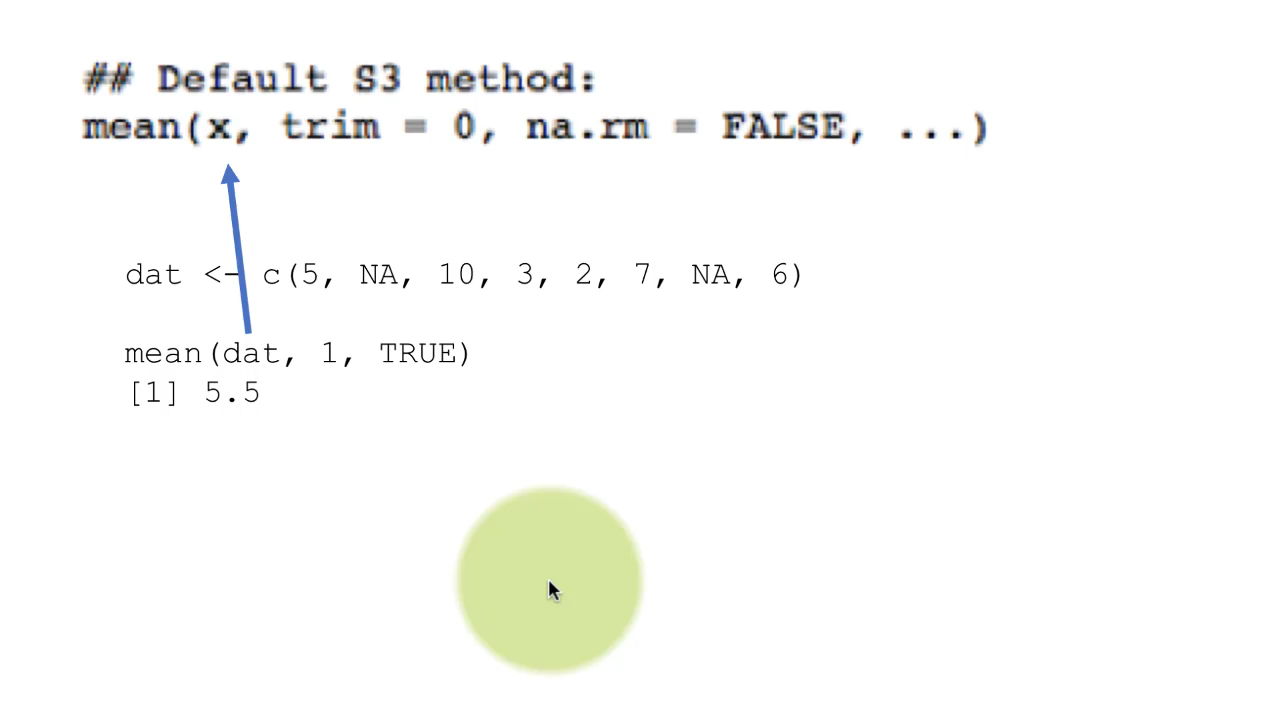 ## Default S3 method:
mean(x, trim = 0, na.rm = FALSE, ...)
dat <- c(5, NA, 10, 3, 2, 7, NA, 6)
mean(dat, 1, TRUE)
[1] 5.5